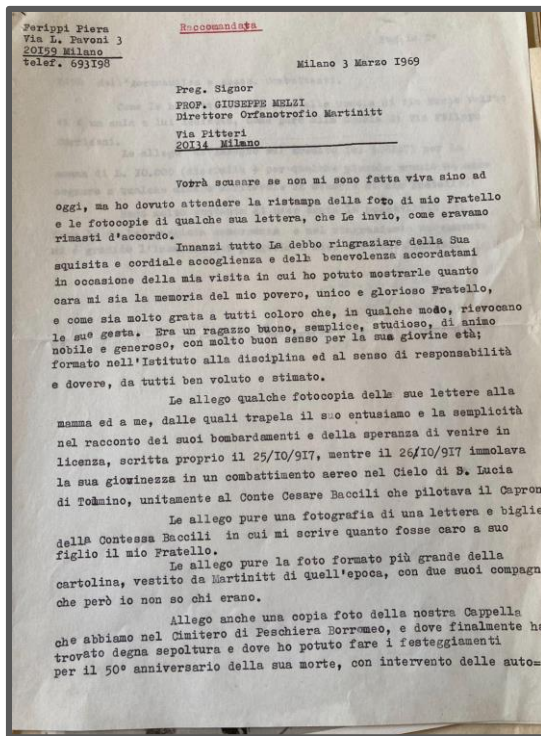 Ferippi Piera
Via L. Pavoni 3
20I59 Milano
telef. 693I98
Raccomandata
Milano 3 Marzo I969
Preg. Signor
PROF. GIUSEPPE MELZI
Direttore Orfanotrofio Martinitt
Via Pitteri
20I34 Milano
Votrà scusare se non mi sono fatta viva sino ad
oggi, ma ho dovuto attendere la ristampa della foto di mio Fratello
e le fotocopie di qualche sua lettera, che Le invio, come eravamo
rimasti d'accordo.
Innanzi tutto La debbo ringraziare della Sua
squisita e cordiale accoglienza e della benevolenza accordatami
in occasione della mia visita in cui ho potuto mostrarle quanto
cara mi sia la memoria del mio povero, unico e glorioso Fratello,
e come sia molto grata a tutti coloro che, in qualche modo, rievocano
le sue gesta. Era un ragazzo buono, semplice, studioso, di animo
nobile e generoso, con molto buon senso per la sua giovine età;
formato nell'Istituto alla disciplina ed al senso di responsabilità
e dovere, da tutti ben voluto e stimato.
Le allego qualche fotocopia delle sue lettere alla
mamma ed a me, dalle quali trapela il suo entusiamo e la semplicità
nel racconto dei suoi bombardamenti e della speranza di venire in
licenza, scritta proprio il 25/IO/9I7, mentre il 26/IO/9I7 immolava
la sua giovinezza in un combattimento aereo nel Cielo di S. Lucia
di Tolmino, unitamente al Conte Cesare Baccili che pilotava il Capron
Le allego pure una fotografia di una lettera e biglie
della Contessa Baccili in cui mi scrive quanto fosse caro a suo
figlio il mio Fratello.
Le allego pure la foto formato più grande della
cartolina, vestito da Martinitt di quell'epoca, con due suoi compagn
che però io non so chi erano.
Allego anche una copia foto della nostra Cappella
che abbiamo nel Cimitero di Peschiera Borromeo, e dove finalmente ha
trovato degna sepoltura e dove ho potuto fare i festeggiamenti
per il 50° anniversario della sua morte, con intervento delle auto=